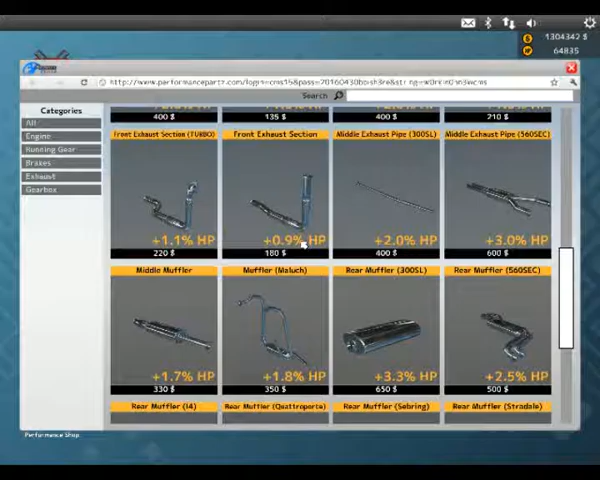 1304342 $
64835
Search
Categories
All
Engine
Running Gear
Brakes
Exhaust
Gearbox
400 $ 135 $ 400 $ 210 $
Front Exhaust Section (TURBO) Front Exhaust Section Middle Exhaust Pipe (300SL) Middle Exhaust Pipe (560SEC)
+1.1% HP +0.9% HP +2.0% HP +3.0% HP
220 $ 180 $ 400 $ 600 $
Middle Muffler Muffler (Maluch) Rear Muffler (300SL) Rear Muffler (560SEC)
+1.7% HP +1.8% HP +3.3% HP +2.5% HP
330 $ 350 $ 650 $ 500 $
Rear Muffler (I4) Rear Muffler (Quattroporte) Rear Muffler (Sebring) Rear Muffler (Stradale)
Performance Shop